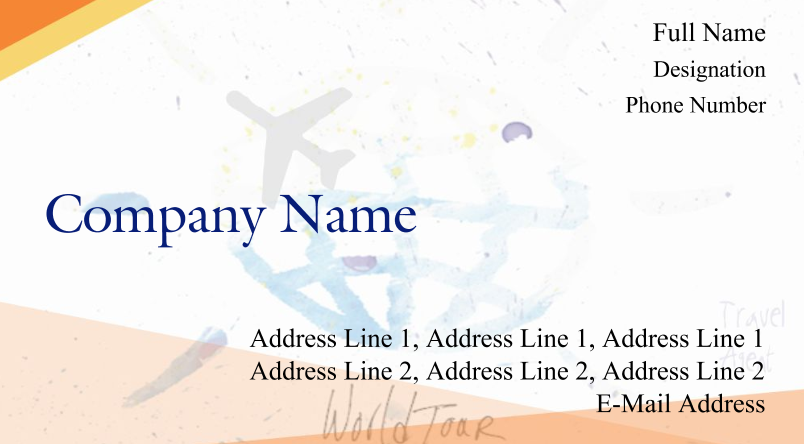 Full Name
Designation
Phone Number
Company Name
Address Line 1, Address Line 1, Address Line 1
Travel
Address Line 2, Address Line 2, Address Line 2
Agent
E-Mail Address
World Tour